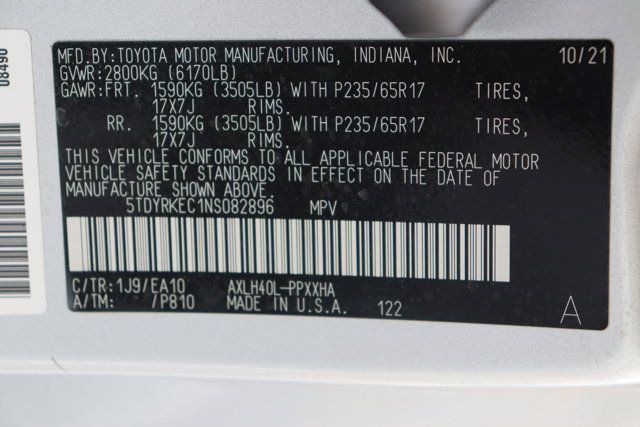 MFD.BY: TOYOTA MOTOR MANUFACTURING, INDIANA, INC. 10/21
GVWR:2800KG (6170LB)
GAWR:FRT. 1590KG (3505LB) WITH P235/65R17 TIRES,
17X7J RIMS.
RR. 1590KG (3505LB) WITH P235/65R17 TIRES,
17X7J RIMS.
THIS VEHICLE CONFORMS TO ALL APPLICABLE FEDERAL MOTOR
VEHICLE SAFETY STANDARDS IN EFFECT ON THE DATE OF
MANUFACTURE SHOWN ABOVE.
5TDYRKEC1NS082896 MPV
C/TR:1J9/EA10 AXLH40L-PPXXHA
A/TM: /P810 MADE IN U.S.A. 122
A
08490